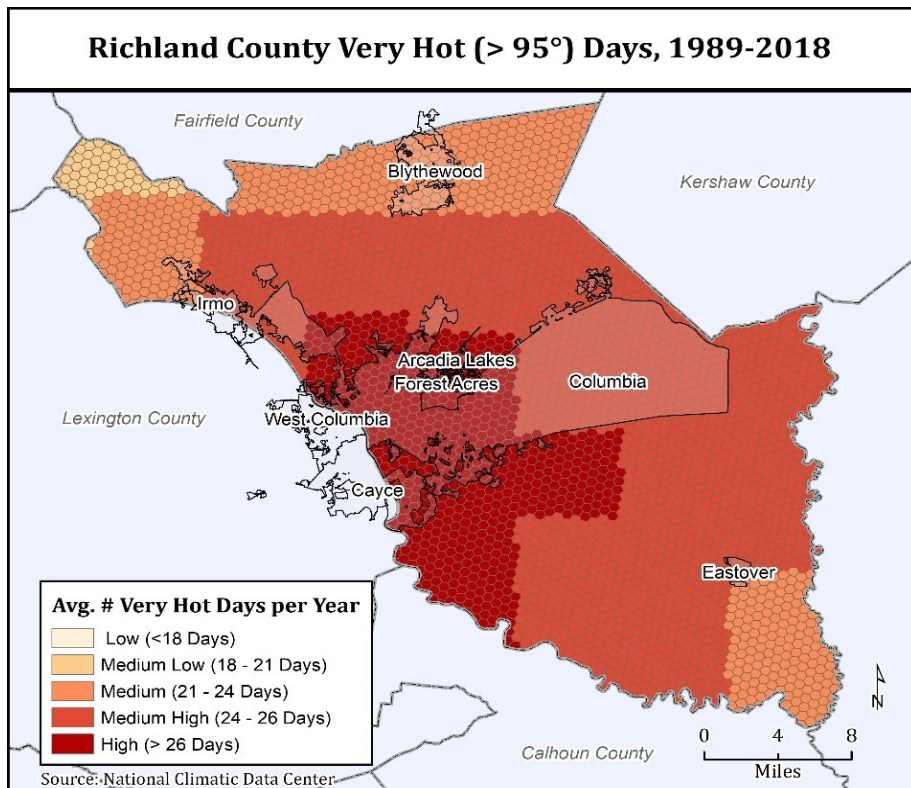 Richland County Very Hot (> 95°) Days, 1989-2018
Fairfield County
Blythewood
Kershaw County
Irmo
Arcadia Lakes
Forest Acres
Columbia
Lexington County
West Columbia
Cayce
Eastover
Avg. # Very Hot Days per Year
Low (<18 Days)
Medium Low (18 - 21 Days)
Medium (21 - 24 Days)
Medium High (24 - 26 Days)
High (> 26 Days)
Source: National Climatic Data Center
Calhoun County
N
0 4 8
Miles